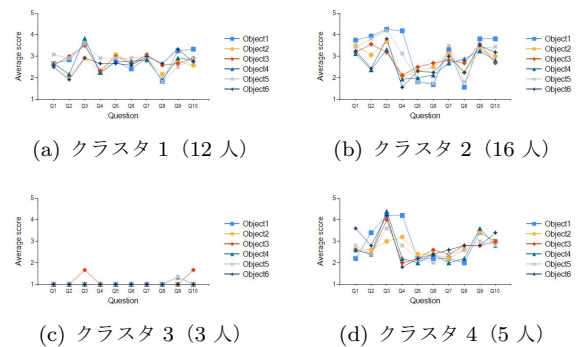 5
4
3
2
1
Average score
Q1 Q2 Q3 Q4 Q5 Q6 Q7 Q8 Q9 Q10
Question
Object1
Object2
Object3
Object4
Object5
Object6
(a) クラスタ 1（12 人）
5
4
3
2
1
Average score
Q1 Q2 Q3 Q4 Q5 Q6 Q7 Q8 Q9 Q10
Question
Object1
Object2
Object3
Object4
Object5
Object6
(b) クラスタ 2（16 人）
5
4
3
2
1
Average score
Q1 Q2 Q3 Q4 Q5 Q6 Q7 Q8 Q9 Q10
Question
Object1
Object2
Object3
Object4
Object5
Object6
(c) クラスタ 3（3 人）
5
4
3
2
1
Average score
Q1 Q2 Q3 Q4 Q5 Q6 Q7 Q8 Q9 Q10
Question
Object1
Object2
Object3
Object4
Object5
Object6
(d) クラスタ 4（5 人）